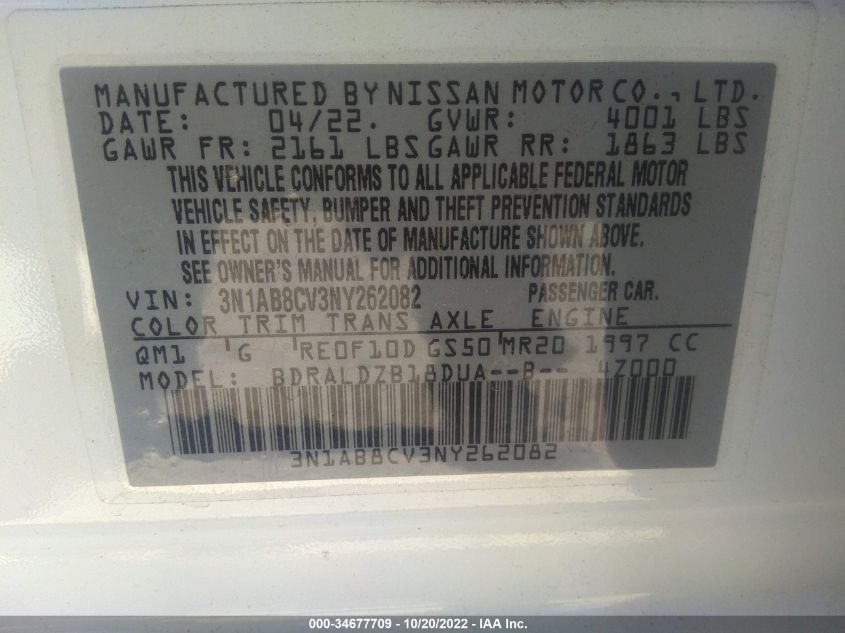 MANUFACTURED BY NISSAN MOTOR CO., LTD.
DATE: 04/22. GVWR: 4001 LBS
GAWR FR: 2161 LBS GAWR RR: 1863 LBS
THIS VEHICLE CONFORMS TO ALL APPLICABLE FEDERAL MOTOR
VEHICLE SAFETY, BUMPER AND THEFT PREVENTION STANDARDS
IN EFFECT ON THE DATE OF MANUFACTURE SHOWN ABOVE.
SEE OWNER'S MANUAL FOR ADDITIONAL INFORMATION.
VIN: 3N1AB8CV3NY262082 PASSENGER CAR.
COLOR TRIM TRANS AXLE ENGINE
QM1 'G 'RE0F10D GS50'MR20 1997 CC
MODEL: BDRALDZB18DUA--B-- 4Z000
3N1AB8CV3NY262082
000-34677709 - 10/20/2022 - IAA Inc.